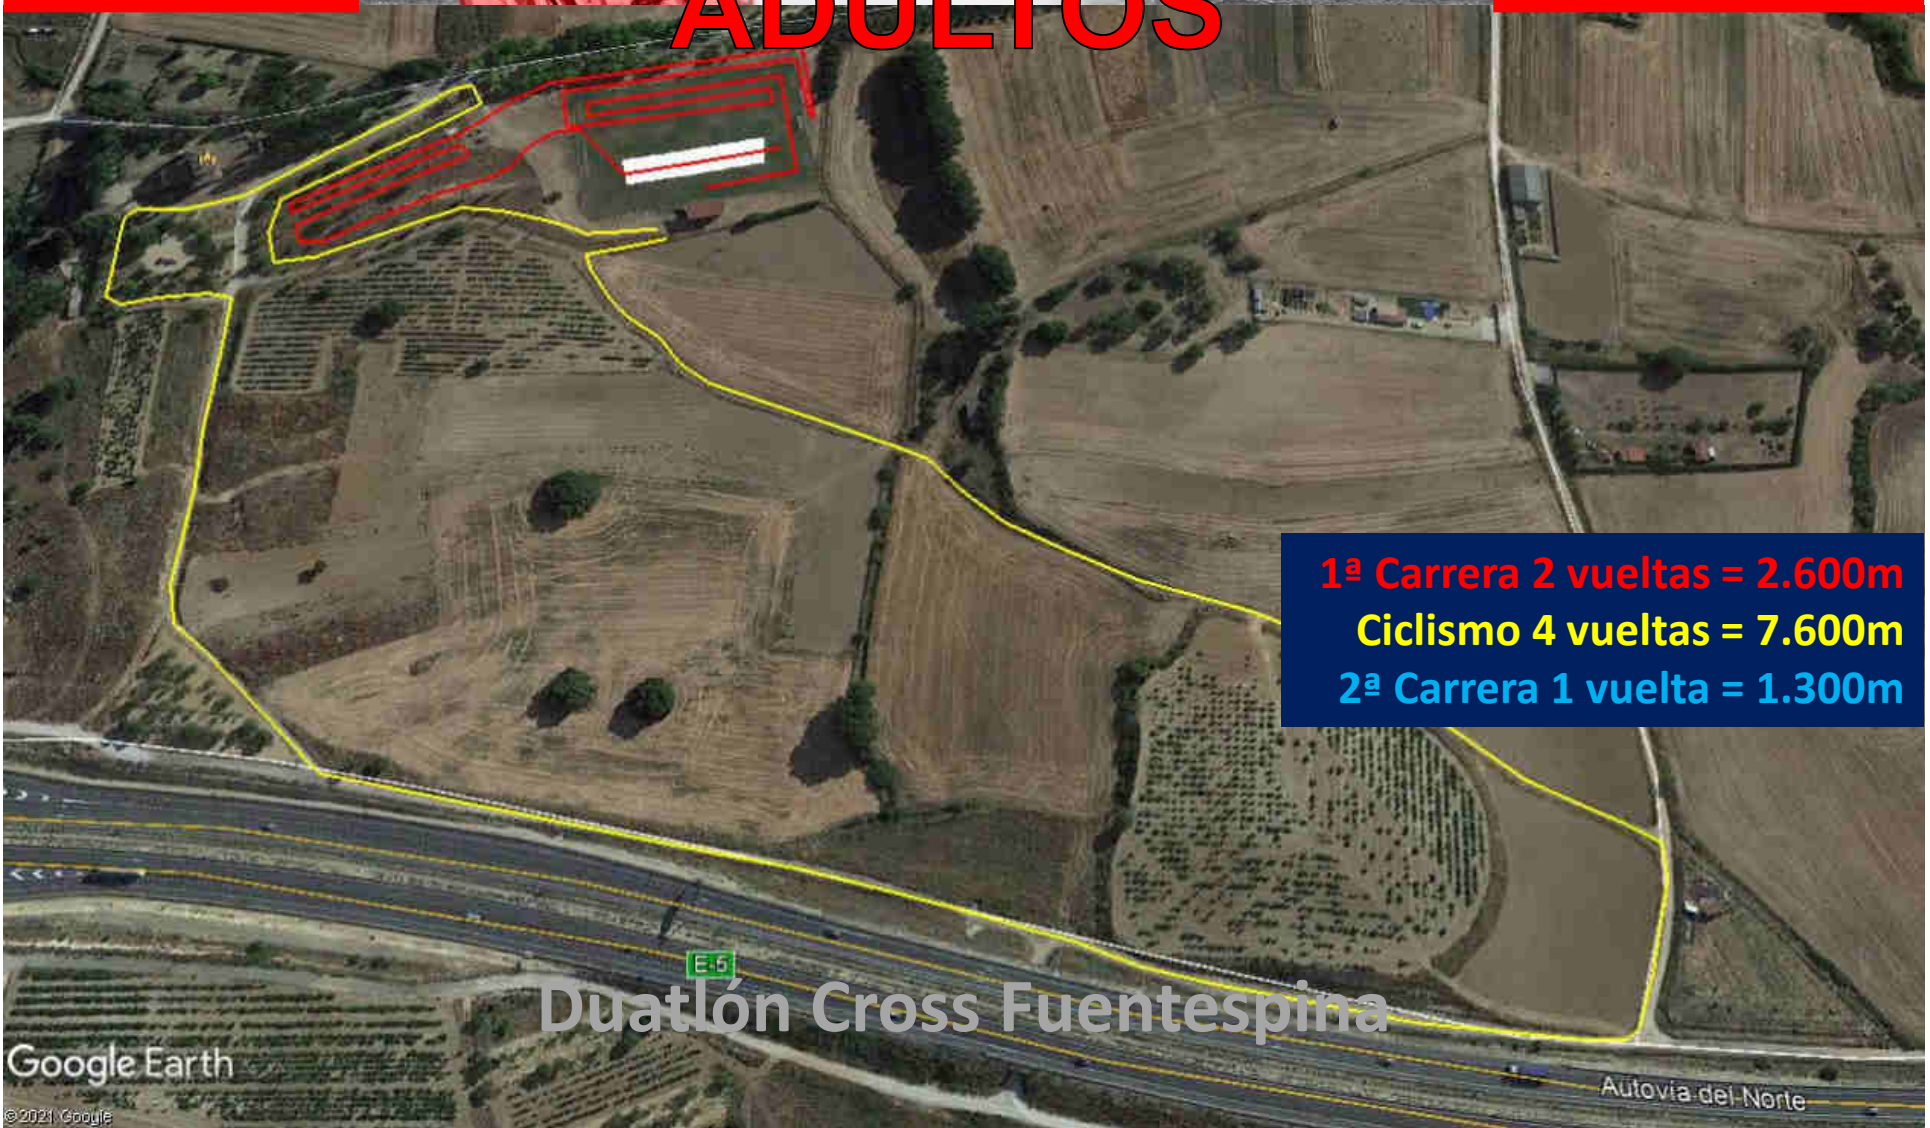 ADULTOS
1ª Carrera 2 vueltas = 2.600m
Ciclismo 4 vueltas = 7.600m
2ª Carrera 1 vuelta = 1.300m
E-5
Duatlón Cross Fuentespina
Google Earth
Autovía del Norte
©2021 Google